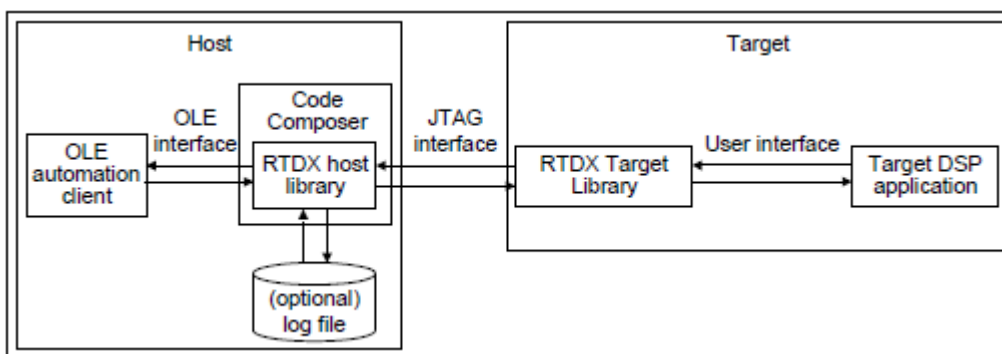 Host
Target
Code
Composer
OLE
interface
JTAG
interface
User interface
OLE
automation
client
RTDX host
library
RTDX Target
Library
Target DSP
application
(optional)
log file